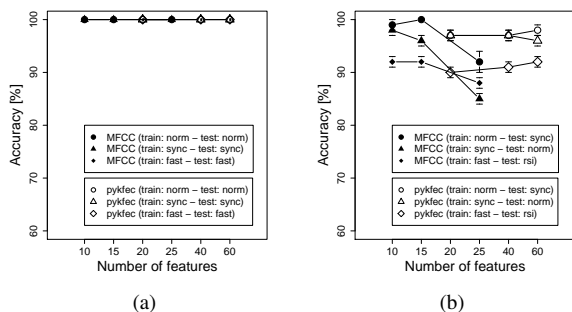 100
90
80
70
60
Accuracy [%]
MFCC (train: norm − test: norm)
MFCC (train: sync − test: sync)
MFCC (train: fast − test: fast)
pykfec (train: norm − test: norm)
pykfec (train: sync − test: sync)
pykfec (train: fast − test: fast)
10 15 20 25 40 60
Number of features
(a)
100
90
80
70
60
Accuracy [%]
MFCC (train: norm − test: sync)
MFCC (train: sync − test: norm)
MFCC (train: fast − test: rsi)
pykfec (train: norm − test: sync)
pykfec (train: sync − test: norm)
pykfec (train: fast − test: rsi)
10 15 20 25 40 60
Number of features
(b)